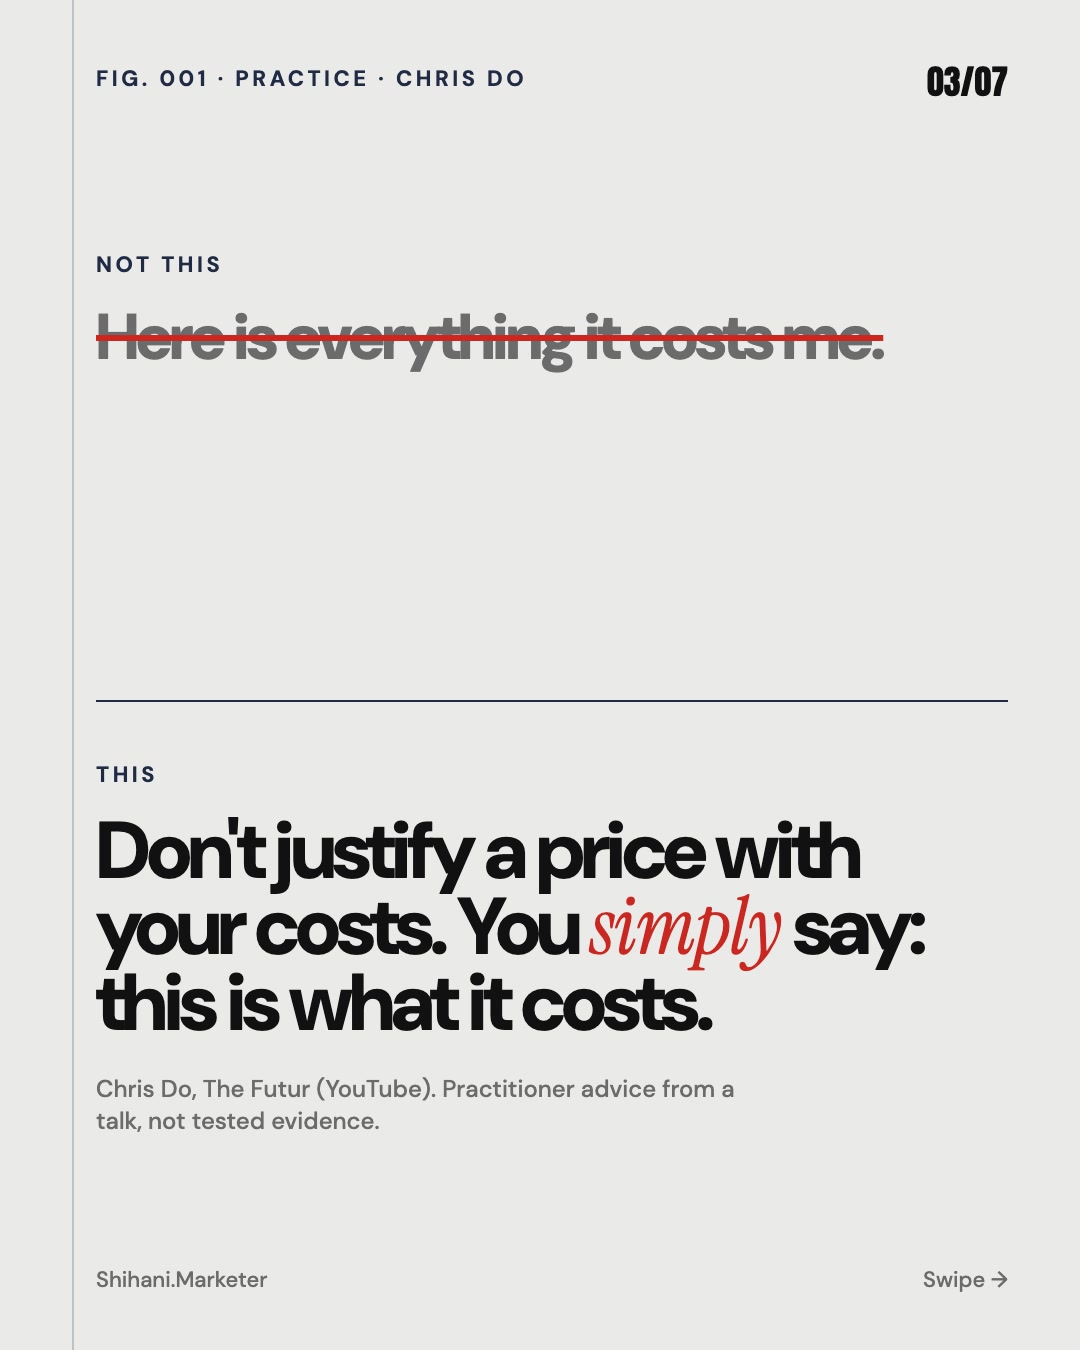 FIG. 001 · PRACTICE · CHRIS DO
03/07
NOT THIS
Here is everything it costs me.
THIS
Don't justify a price with
your costs. You simply say:
this is what it costs.
Chris Do, The Futur (YouTube). Practitioner advice from a
talk, not tested evidence.
Shihani.Marketer
Swipe →